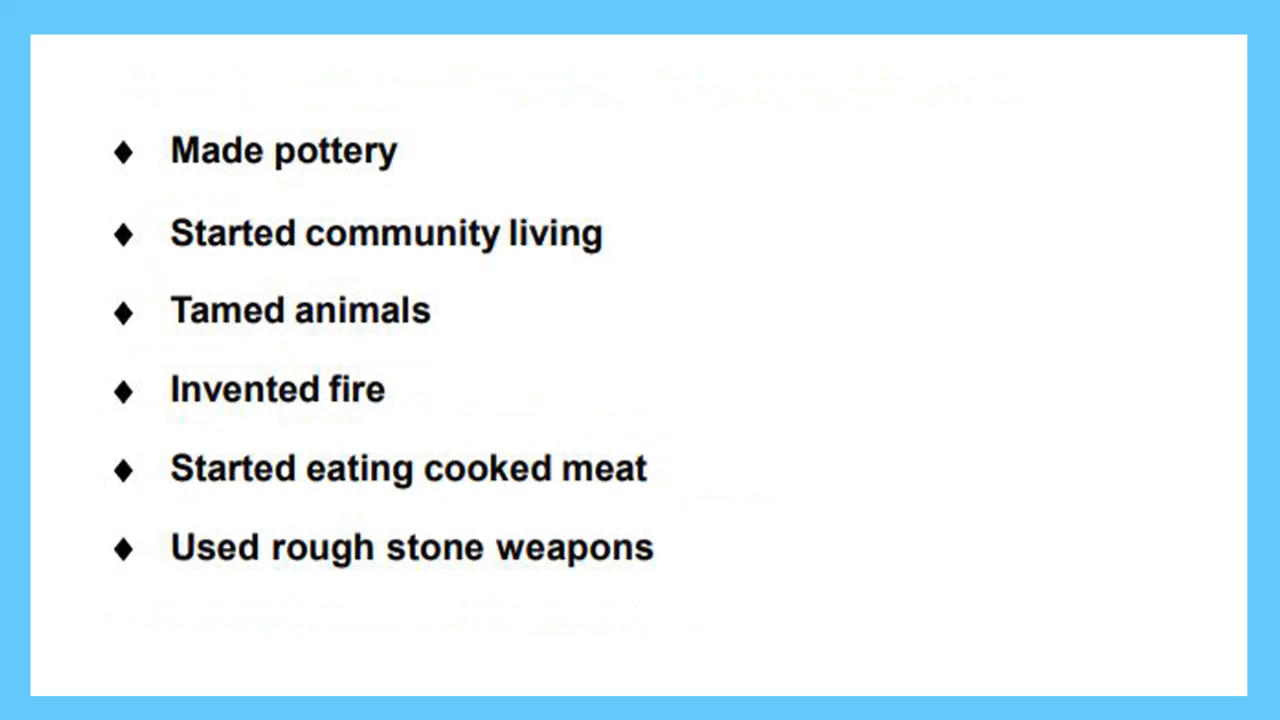 ♦ Made pottery
♦ Started community living
♦ Tamed animals
♦ Invented fire
♦ Started eating cooked meat
♦ Used rough stone weapons